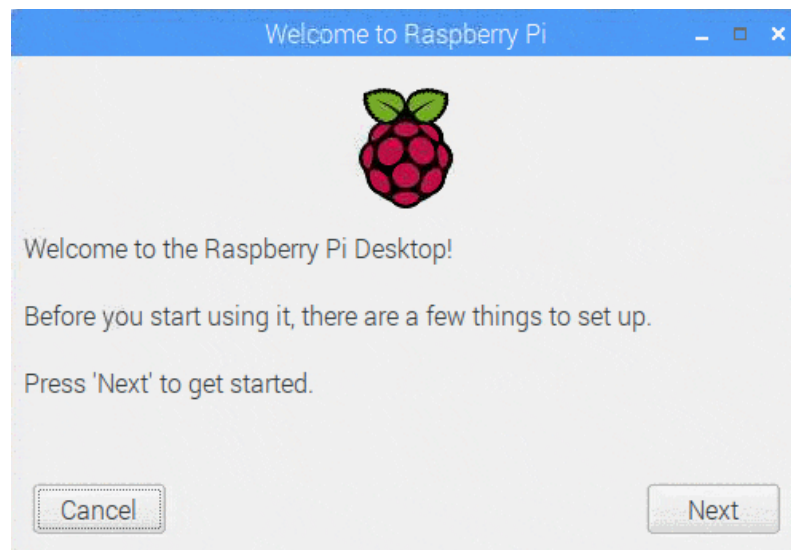 Welcome to Raspberry Pi
Welcome to the Raspberry Pi Desktop!
Before you start using it, there are a few things to set up.
Press 'Next' to get started.
Cancel
Next